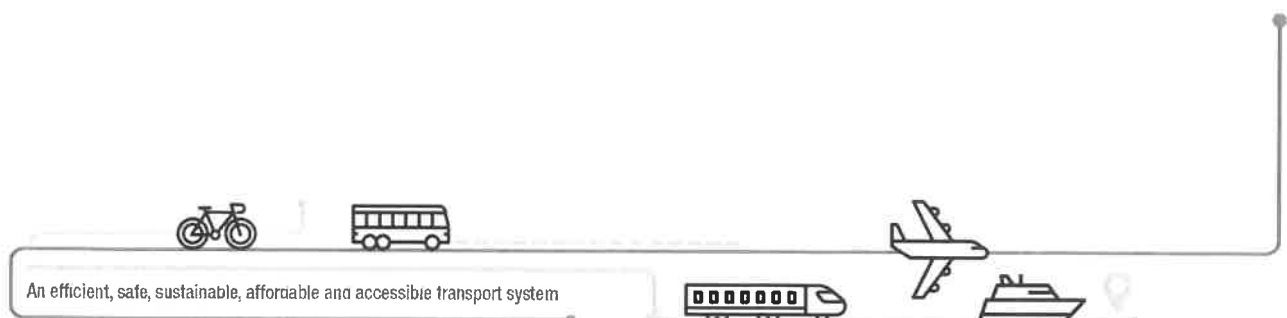 An efficient, safe, sustainable, affordable and accessible transport system